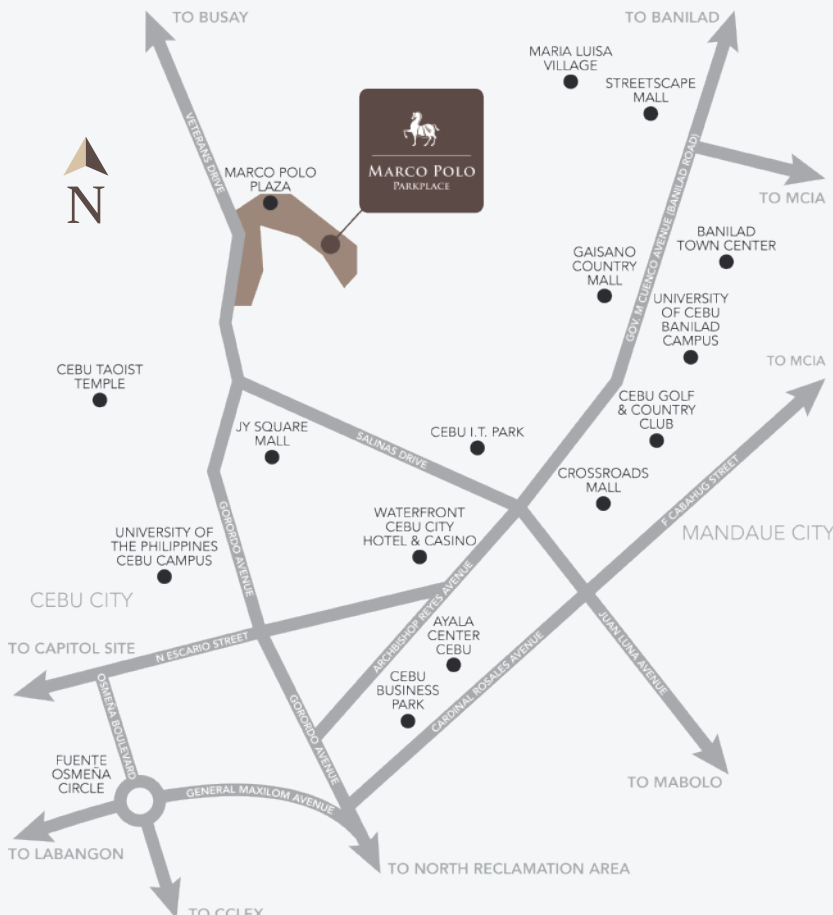 TO BUSAY
TO BANILAD
MARIA LUISA
VILLAGE
STREETSCAPE
MALL
VETERANS DRIVE
MARCO POLO
PARKPLACE
MARCO POLO
PLAZA
N
TO MCIA
GOV. M CUENCO AVENUE (BANILAD ROAD)
BANILAD
TOWN CENTER
GAISANO
COUNTRY
MALL
UNIVERSITY
OF CEBU
BANILAD
CAMPUS
TO MCIA
CEBU TAOIST
TEMPLE
CEBU GOLF
& COUNTRY
CLUB
JY SQUARE
MALL
SALINAS DRIVE
CEBU I.T. PARK
CROSSROADS
MALL
F CABAHUG STREET
MANDAUE CITY
WATERFRONT
CEBU CITY
HOTEL & CASINO
UNIVERSITY OF
THE PHILIPPINES
CEBU CAMPUS
GORORDO AVENUE
CEBU CITY
ARCHBISHOP REYES AVENUE
TO CAPITOL SITE
N ESCARIO STREET
AYALA
CENTER
CEBU
JUAN LUNA AVENUE
CEBU
BUSINESS
PARK
CARDINAL ROSALES AVENUE
OSMEÑA BOULEVARD
GORORDO AVENUE
FUENTE
OSMEÑA
CIRCLE
GENERAL MAXILOM AVENUE
TO MABOLO
TO LABANGON
TO NORTH RECLAMATION AREA
TO CCLEX